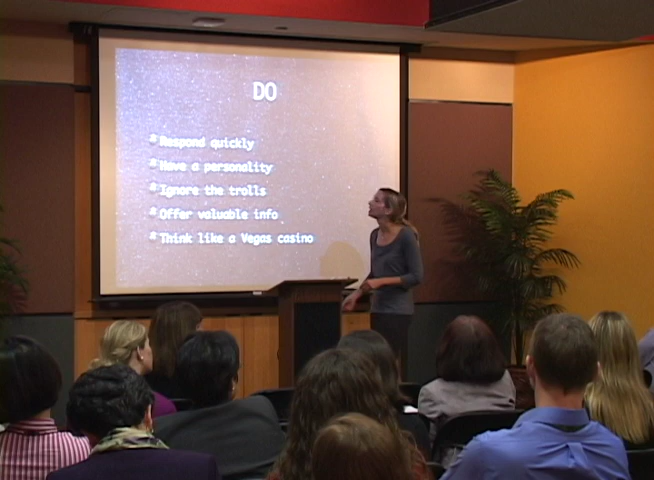 DO
*Respond quickly
*Have a personality
*Ignore the trolls
*Offer valuable info
*Think like a Vegas casino